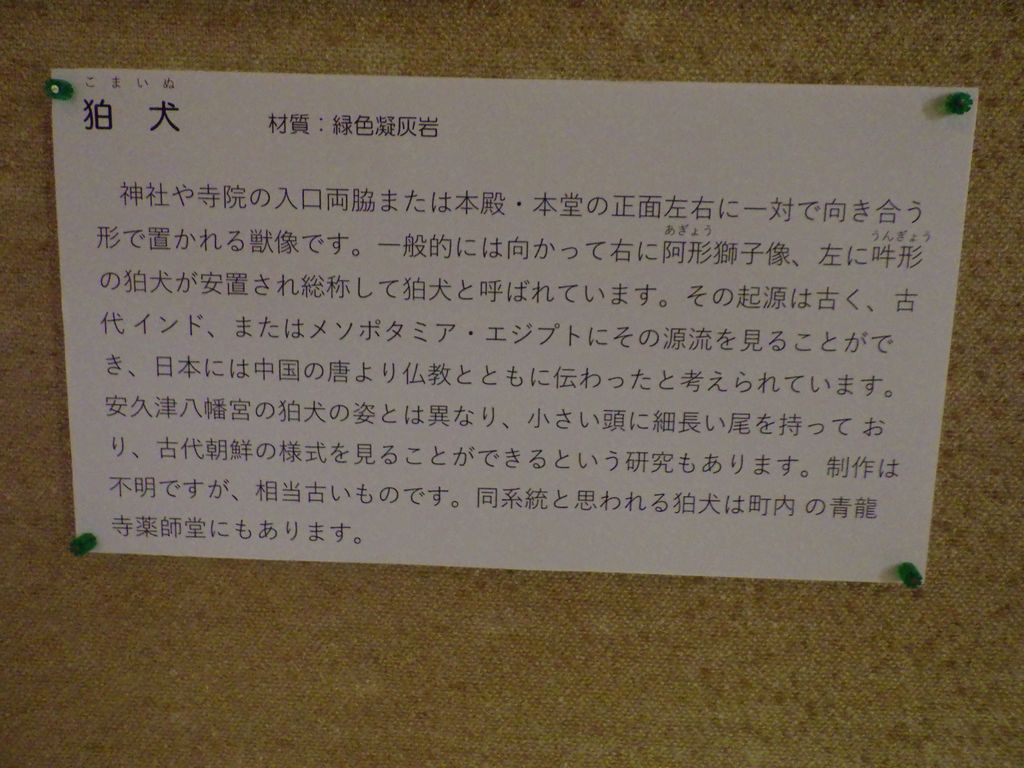 こまいぬ
狛 犬 材質：緑色凝灰岩
神社や寺院の入口両脇または本殿・本堂の正面左右に一対で向き合う
あぎょう うんぎょう
形で置かれる獣像です。一般的には向かって右に阿形獅子像、左に吽形
の狛犬が安置され総称して狛犬と呼ばれています。その起源は古く、古
代 インド、またはメソポタミア・エジプトにその源流を見ることがで
き、日本には中国の唐より仏教とともに伝わったと考えられています。
安久津八幡宮の狛犬の姿とは異なり、小さい頭に細長い尾を持って お
り、古代朝鮮の様式を見ることができるという研究もあります。制作は
不明ですが、相当古いものです。同系統と思われる狛犬は町内 の青龍
寺薬師堂にもあります。